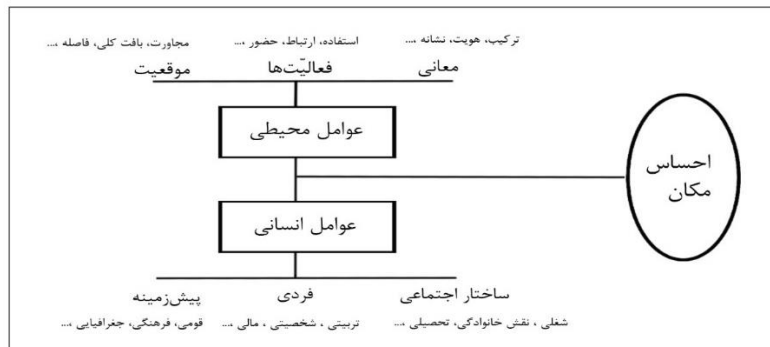 ترکیب، هویت، نشانه، ...
استفاده، ارتباط، حضور، ...
مجاورت، بافت کلی، فاصله، ...
معانی
فعالیّت‌ها
موقعیت
عوامل محیطی
احساس
مکان
عوامل انسانی
ساختار اجتماعی
فردی
پیش‌زمینه
شغلی ، نقش خانوادگی، تحصیلی ، ...
تربیتی ، شخصیتی ، مالی ، ...
قومی، فرهنگی، جغرافیایی ، ...